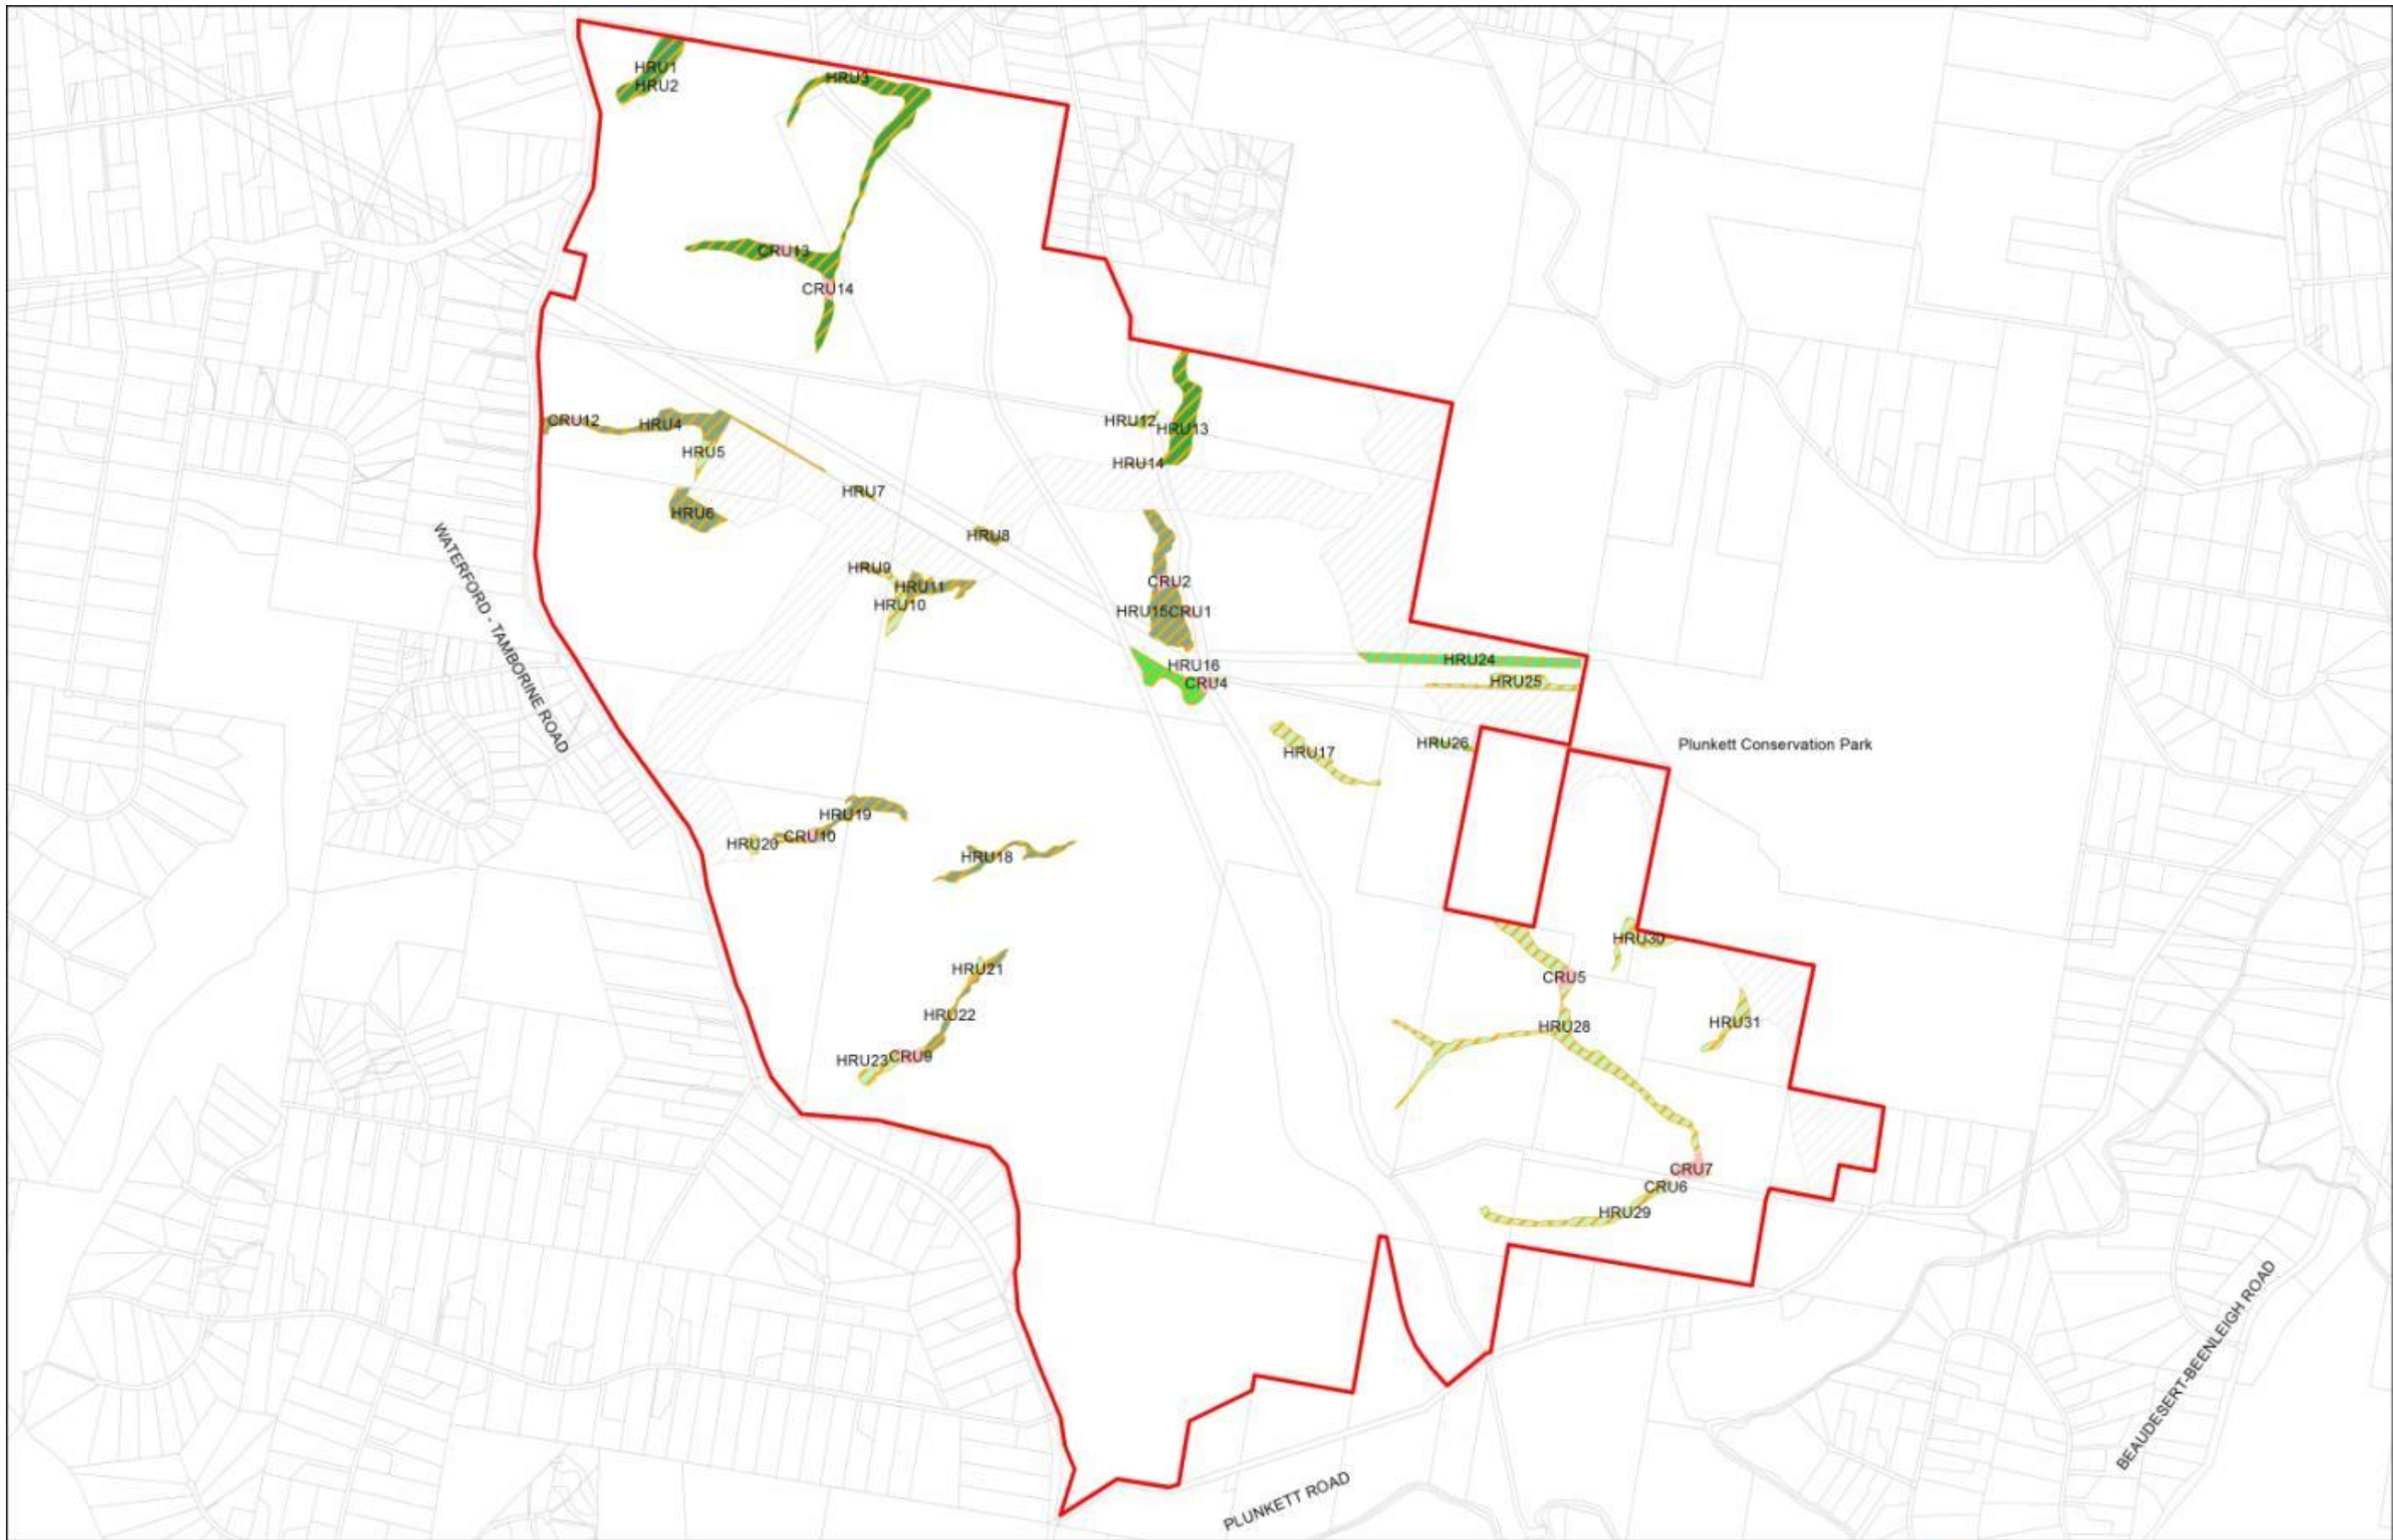 HRU1
HRU2
HRU3
CRU13
CRU14
CRU12
HRU4
HRU5
HRU6
HRU7
HRU8
HRU9
HRU11
HRU10
HRU12
HRU13
HRU14
CRU2
HRU15CRU1
HRU16
CRU4
HRU24
HRU25
HRU26
HRU17
Plunkett Conservation Park
WATERFORD - TAMBORINE ROAD
HRU19
CRU10
HRU20
HRU18
HRU21
HRU22
HRU23
CRU9
HRU30
CRU5
HRU28
HRU31
CRU7
CRU6
HRU29
BEAUDESERT-BEENLEIGH ROAD
PLUNKETT ROAD